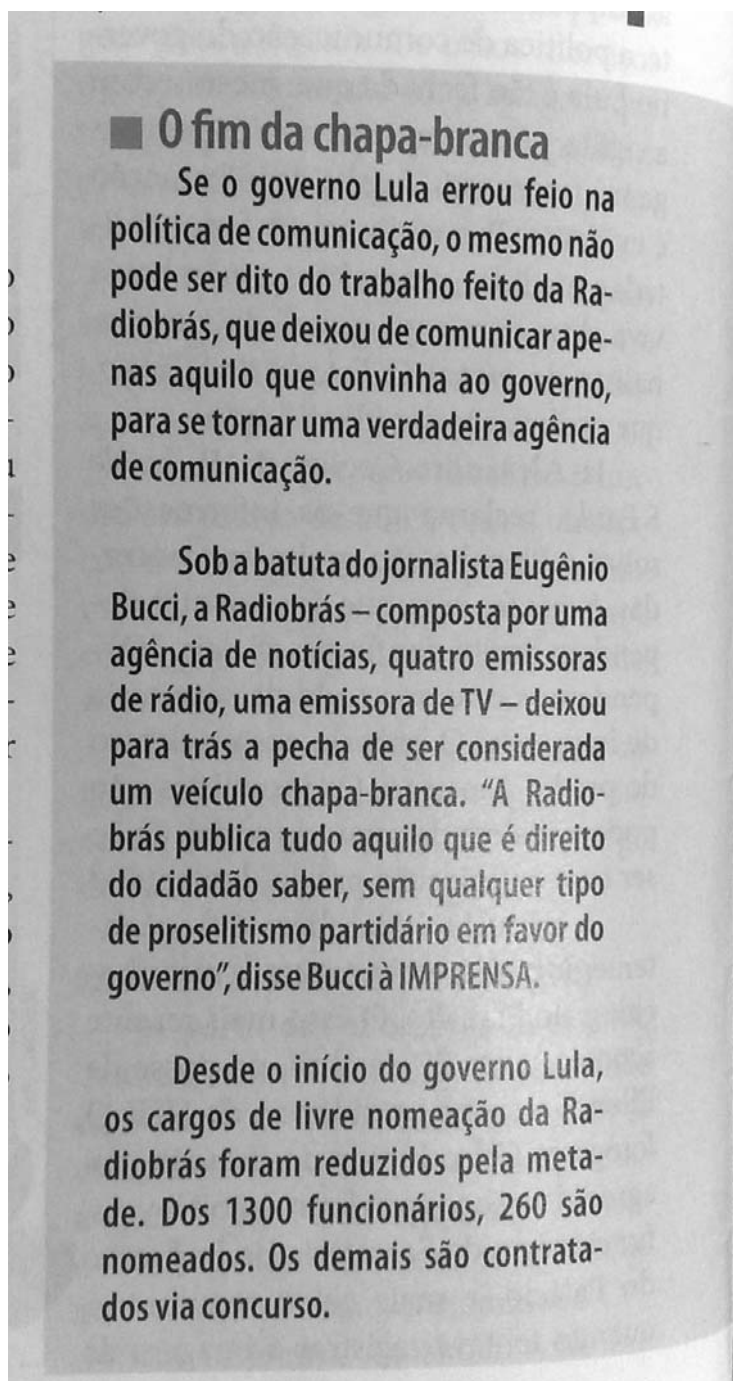 O fim da chapa-branca
Se o governo Lula errou feio na
política de comunicação, o mesmo não
pode ser dito do trabalho feito da Ra-
diobrás, que deixou de comunicar ape-
nas aquilo que convinha ao governo,
para se tornar uma verdadeira agência
de comunicação.
Sob a batuta do jornalista Eugênio
Bucci, a Radiobrás – composta por uma
agência de notícias, quatro emissoras
de rádio, uma emissora de TV – deixou
para trás a pecha de ser considerada
um veículo chapa-branca. “A Radio-
brás publica tudo aquilo que é direito
do cidadão saber, sem qualquer tipo
de proselitismo partidário em favor do
governo”, disse Bucci à IMPRENSA.
Desde o início do governo Lula,
os cargos de livre nomeação da Ra-
diobrás foram reduzidos pela meta-
de. Dos 1300 funcionários, 260 são
nomeados. Os demais são contrata-
dos via concurso.